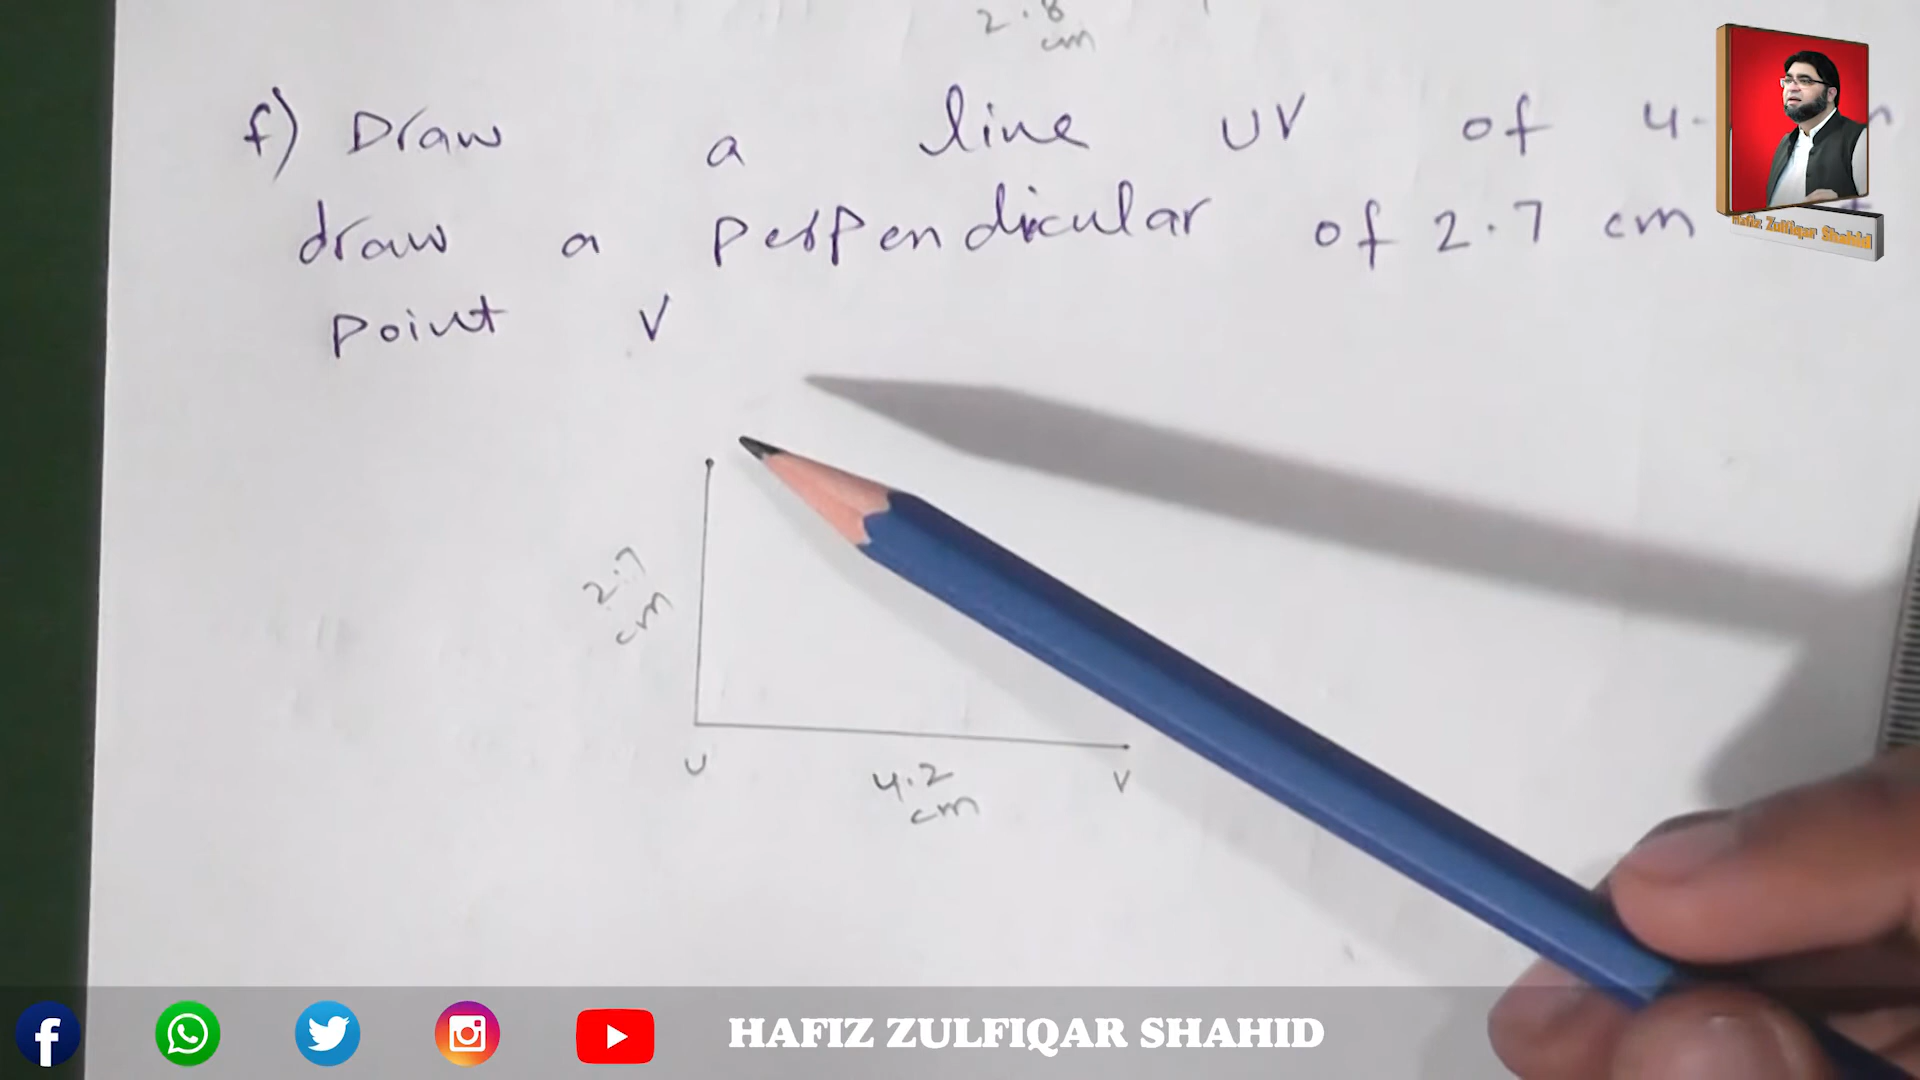 2.8
cm
f) Draw a line UV of 4.
draw a perpendicular of 2.7 cm
point V
2.7
cm
U
4.2
cm
V
Hafiz Zulfiqar Shahid
HAFIZ ZULFIQAR SHAHID